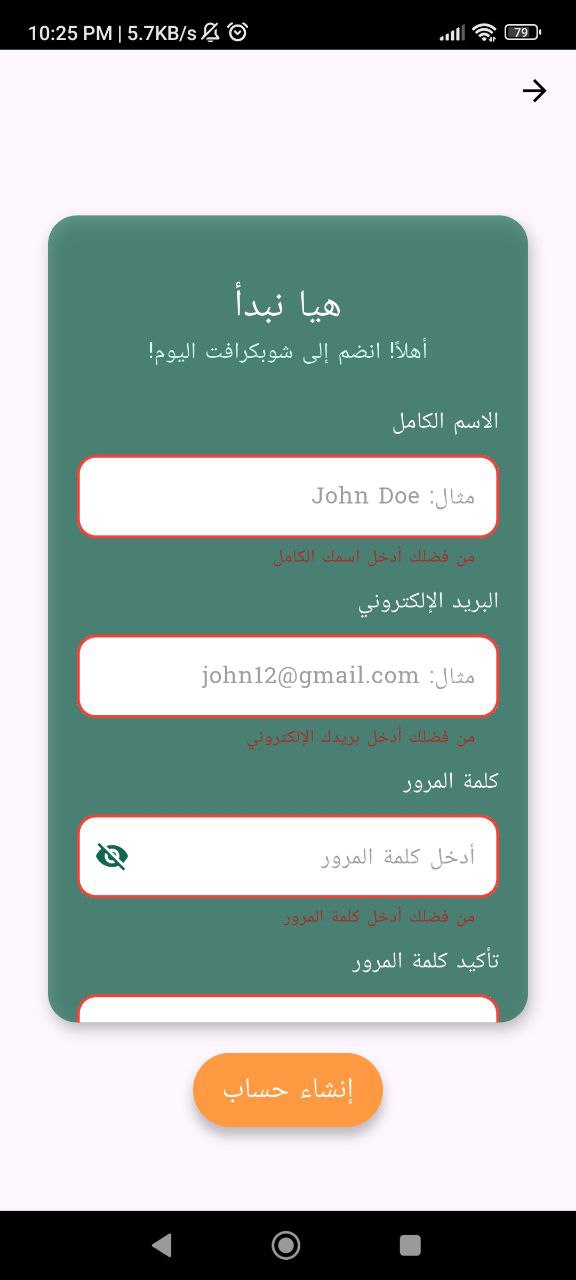 10:25 PM | 5.7KB/s
79
هيا نبدأ
أهلاً! انضم إلى شوبكرافت اليوم!
الاسم الكامل
مثال: John Doe
من فضلك أدخل اسمك الكامل
البريد الإلكتروني
مثال: john12@gmail.com
من فضلك أدخل بريدك الإلكتروني
كلمة المرور
أدخل كلمة المرور
من فضلك أدخل كلمة المرور
تأكيد كلمة المرور
إنشاء حساب